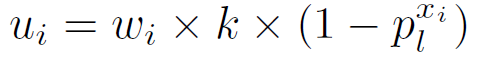 u_i = w_i × k × (1 − p_l^{x_i})